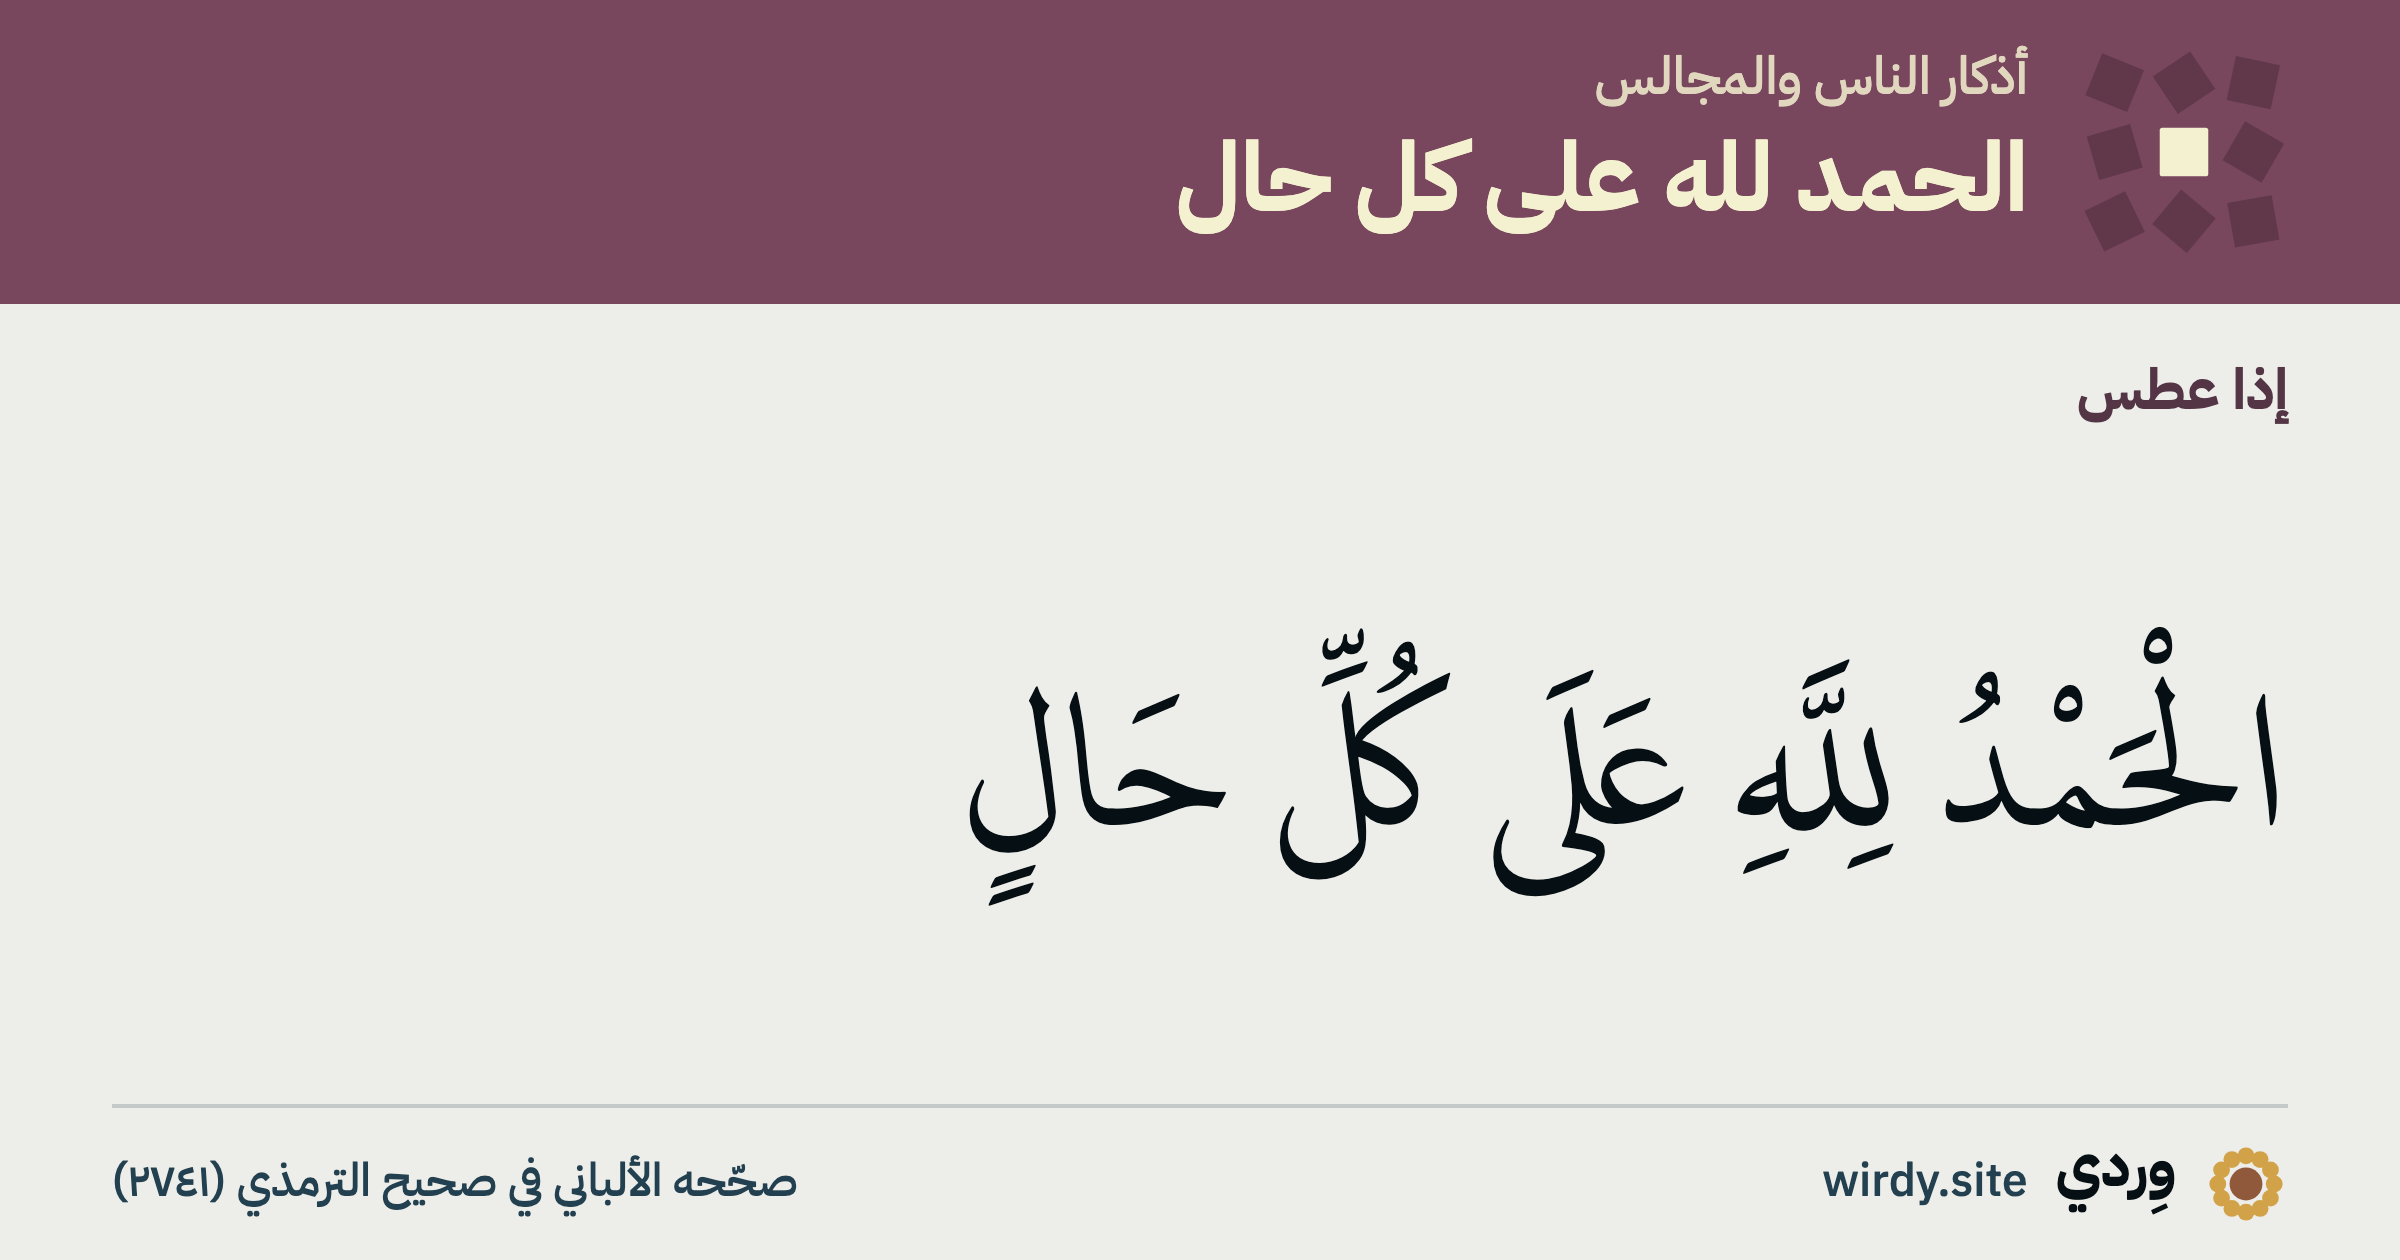 أذكار الناس والمجالس
الحمد لله على كل حال
إذا عطس
الْحَمْدُ لِلَّهِ عَلَى كُلِّ حَالٍ
وِردي wirdy.site
صحّحه الألباني في صحيح الترمذي (٢٧٤١)